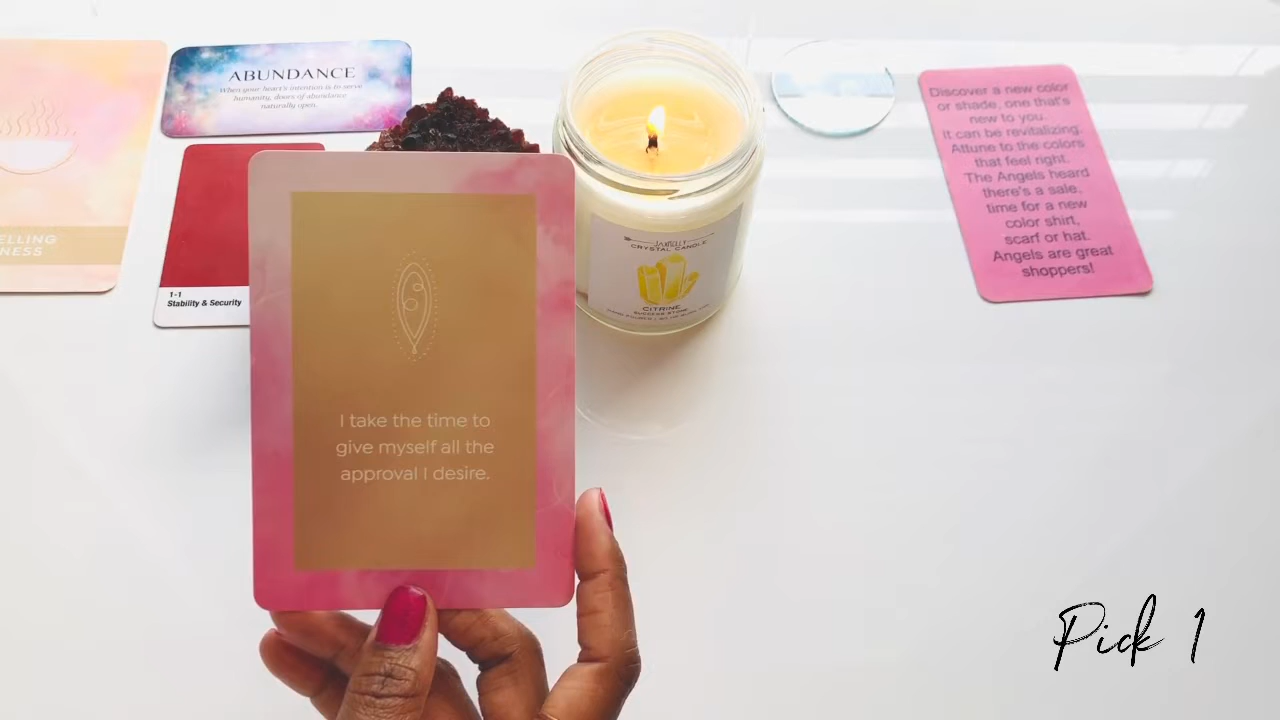 ELLING
NESS
ABUNDANCE
When your heart's intention is to serve
humanity, doors of abundance
naturally open.
1-1
Stability & Security
I take the time to
give myself all the
approval I desire.
CRYSTAL CANDLE
CITRINE
SUCCESS STONE
Discover a new color
or shade, one that's
new to you.
It can be revitalizing.
Attune to the colors
that feel right.
The Angels heard
there's a sale,
time for a new
color shirt,
scarf or hat.
Angels are great
shoppers!
Pick 1